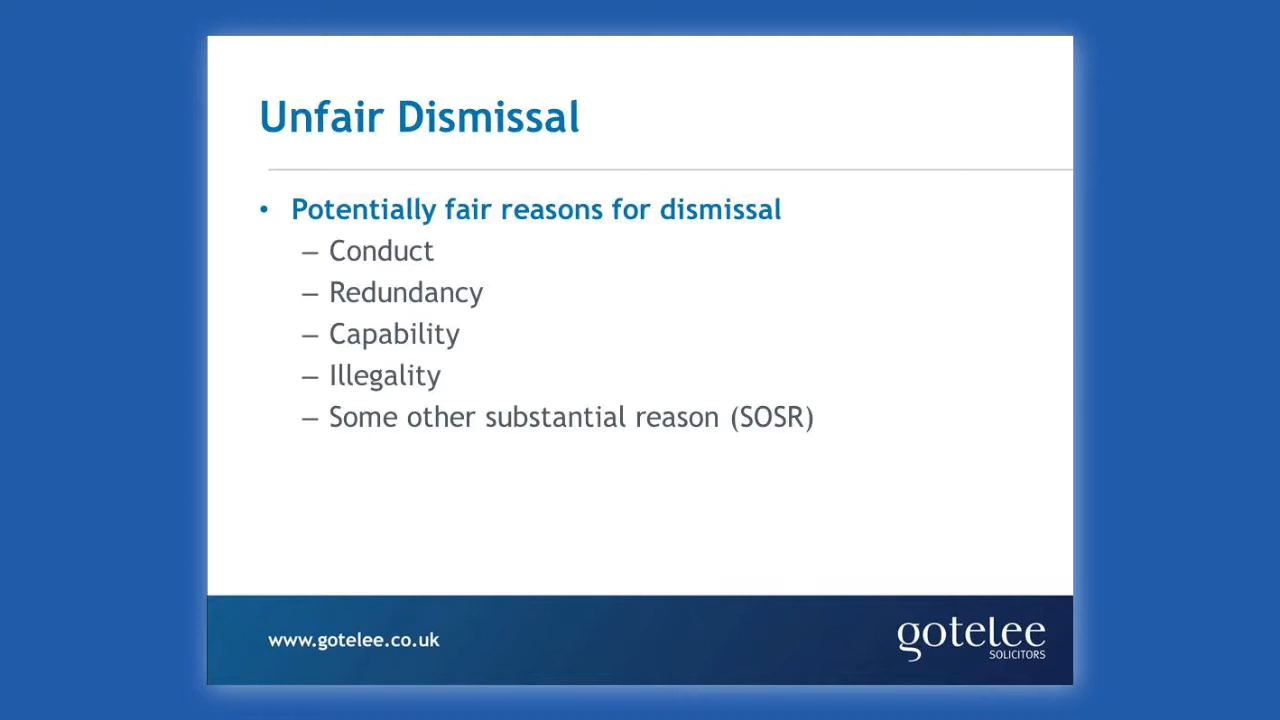 Unfair Dismissal
• Potentially fair reasons for dismissal
– Conduct
– Redundancy
– Capability
– Illegality
– Some other substantial reason (SOSR)
www.gotelee.co.uk
gotelee
SOLICITORS